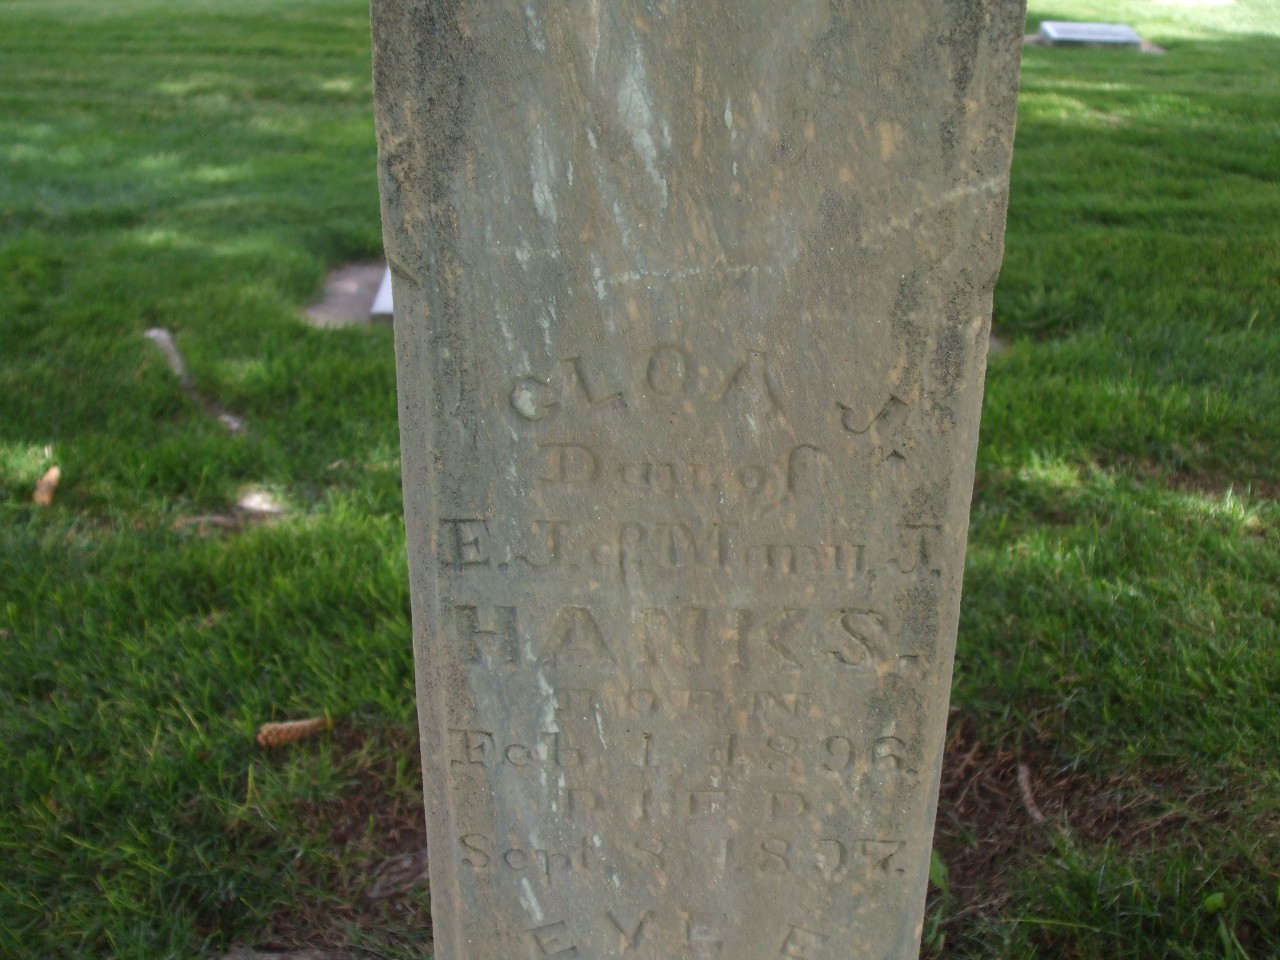 CLOA J.
Dau. of
E. J. & Mary J.
HANKS.
BORN
Feb. 1, 1896.
DIED
Sept. 8, 1897.